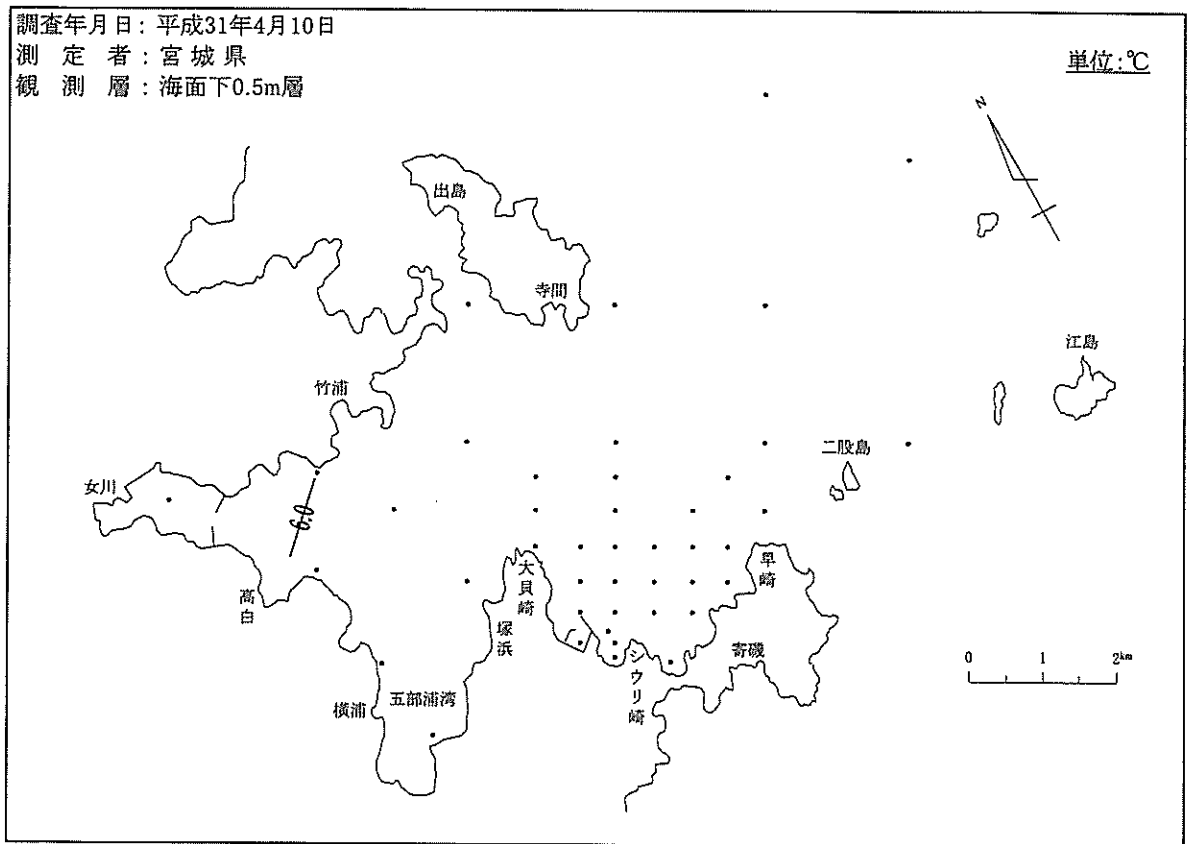 調査年月日：平成31年4月10日
測定者：宮城県
観測層：海面下0.5m層
単位：℃
N
出島
寺間
江島
竹浦
二股島
女川
6.0
早崎
大貝崎
高白
塚浜
シウリ崎
寄磯
0 1 2km
五部浦湾
横浦